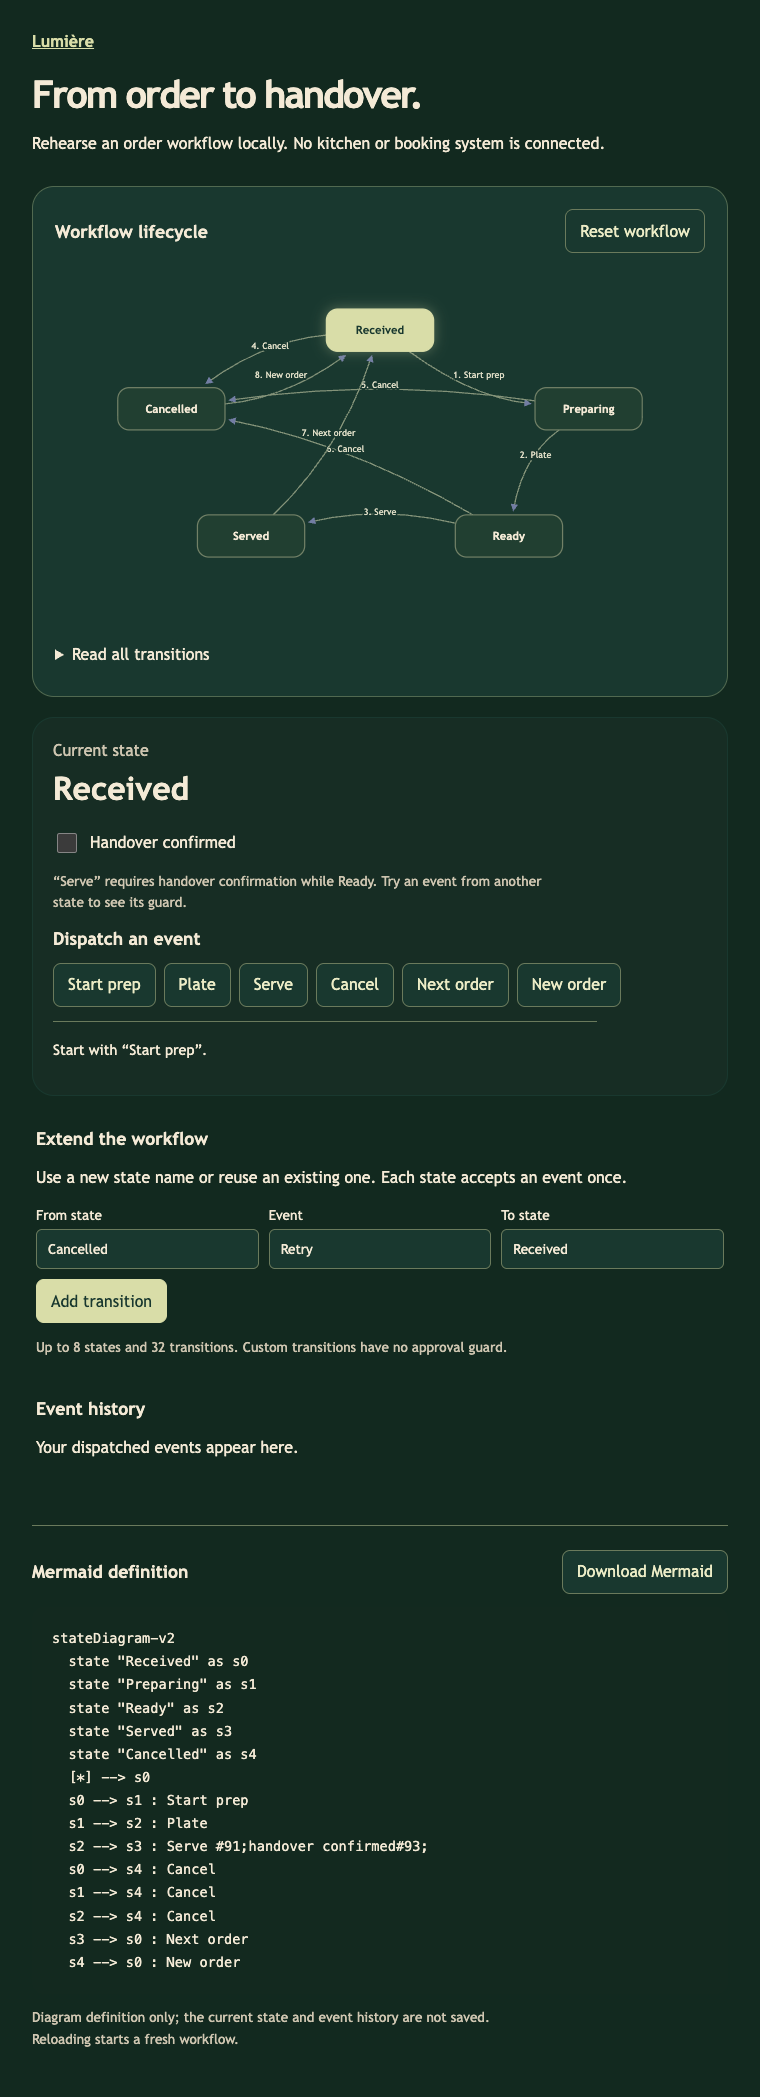 Lumière
From order to handover.
Rehearse an order workflow locally. No kitchen or booking system is connected.
Workflow lifecycle
Reset workflow
Received
4. Cancel
8. New order
1. Start prep
5. Cancel
Cancelled
Preparing
7. Next order
6. Cancel
2. Plate
3. Serve
Served
Ready
Read all transitions
Current state
Received
Handover confirmed
“Serve” requires handover confirmation while Ready. Try an event from another
state to see its guard.
Dispatch an event
Start prep
Plate
Serve
Cancel
Next order
New order
Start with “Start prep”.
Extend the workflow
Use a new state name or reuse an existing one. Each state accepts an event once.
From state
Event
To state
Cancelled
Retry
Received
Add transition
Up to 8 states and 32 transitions. Custom transitions have no approval guard.
Event history
Your dispatched events appear here.
Mermaid definition
Download Mermaid
stateDiagram-v2
state "Received" as s0
state "Preparing" as s1
state "Ready" as s2
state "Served" as s3
state "Cancelled" as s4
[*] --> s0
s0 --> s1 : Start prep
s1 --> s2 : Plate
s2 --> s3 : Serve #91;handover confirmed#93;
s0 --> s4 : Cancel
s1 --> s4 : Cancel
s2 --> s4 : Cancel
s3 --> s0 : Next order
s4 --> s0 : New order
Diagram definition only; the current state and event history are not saved.
Reloading starts a fresh workflow.